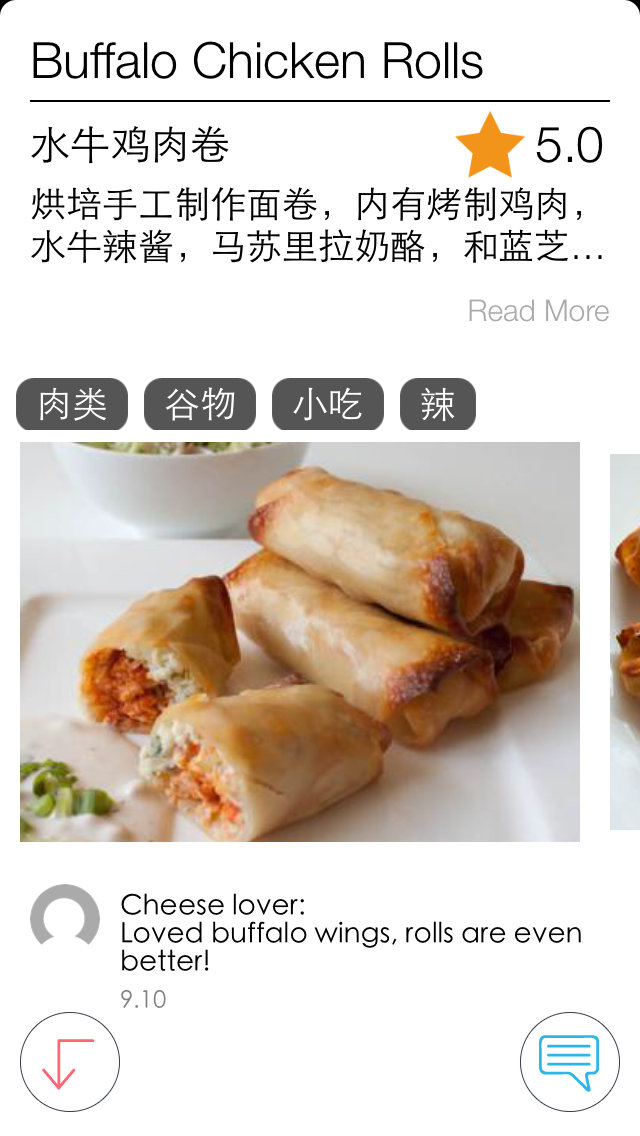 Buffalo Chicken Rolls
水牛鸡肉卷
5.0
烘培手工制作面卷，内有烤制鸡肉，
水牛辣酱，马苏里拉奶酪，和蓝芝...
Read More
肉类 谷物 小吃 辣
Cheese lover:
Loved buffalo wings, rolls are even
better!
9.10